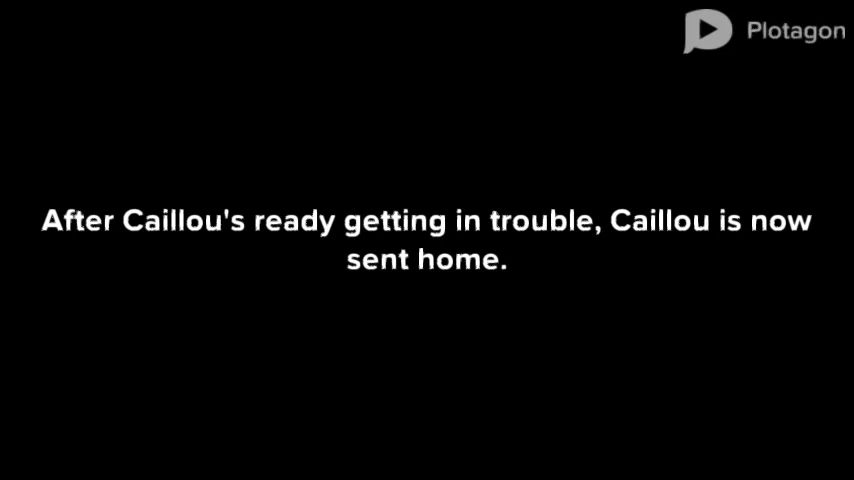 Plotagon
After Caillou's ready getting in trouble, Caillou is now
sent home.